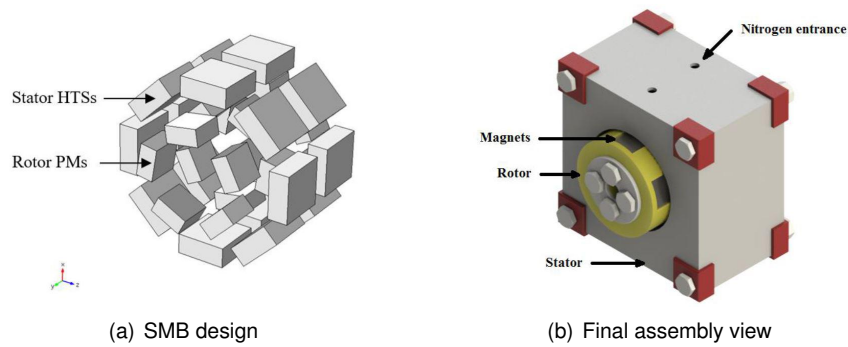 Stator HTSs
Rotor PMs
x
y
z
(a) SMB design
Nitrogen entrance
Magnets
Rotor
Stator
(b) Final assembly view